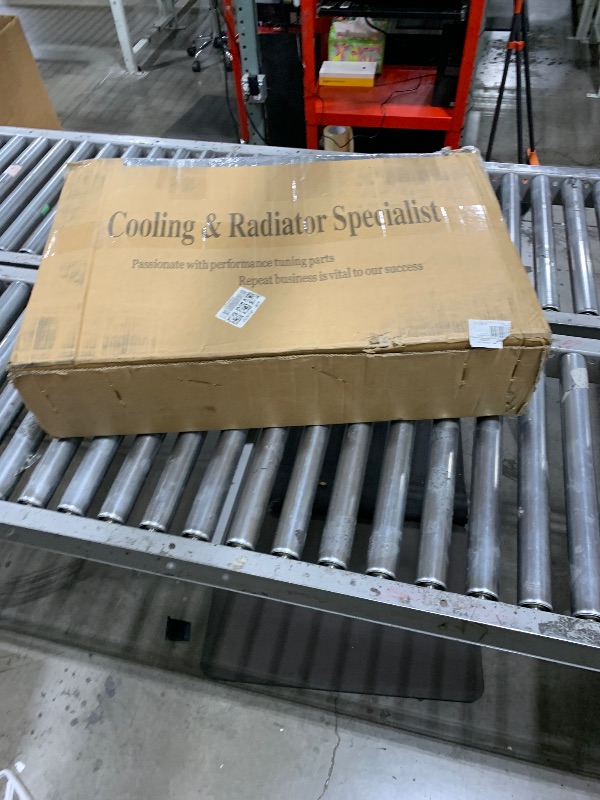 Cooling & Radiator Specialist
Passionate with performance tuning parts
Repeat business is vital to our success